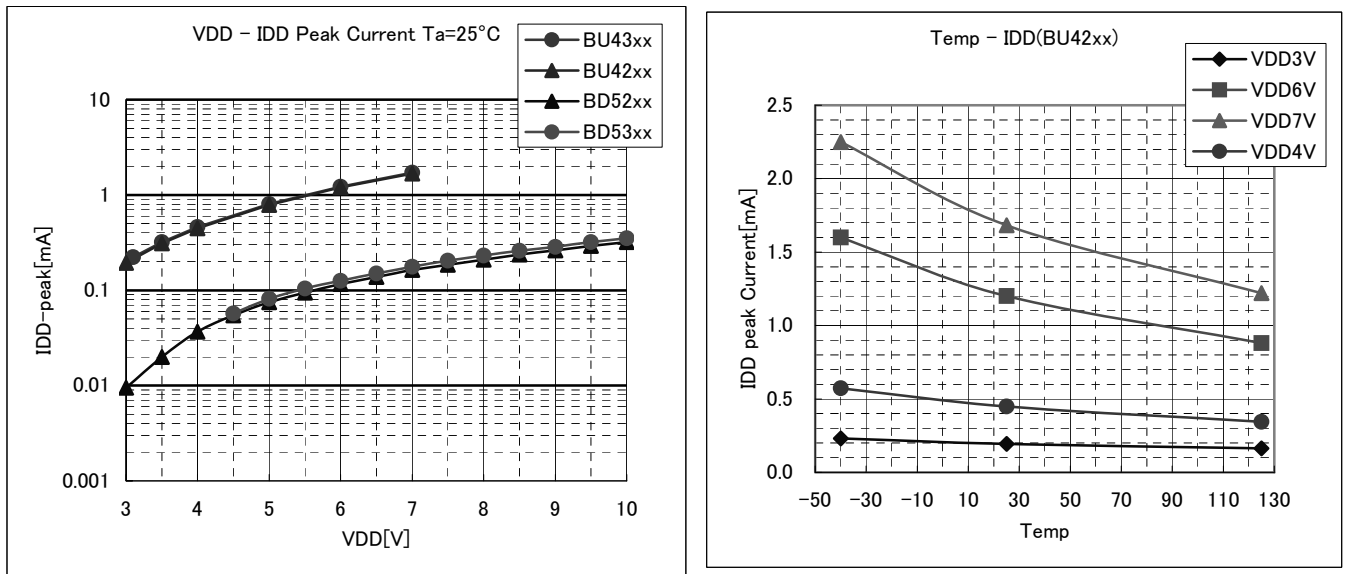 VDD - IDD Peak Current Ta=25°C
BU43xx
BU42xx
BD52xx
BD53xx
10
1
0.1
0.01
0.001
IDD-peak[mA]
3 4 5 6 7 8 9 10
VDD[V]
Temp - IDD(BU42xx)
VDD3V
VDD6V
VDD7V
VDD4V
2.5
2.0
1.5
1.0
0.5
0.0
IDD peak Current[mA]
-50 -30 -10 10 30 50 70 90 110 130
Temp